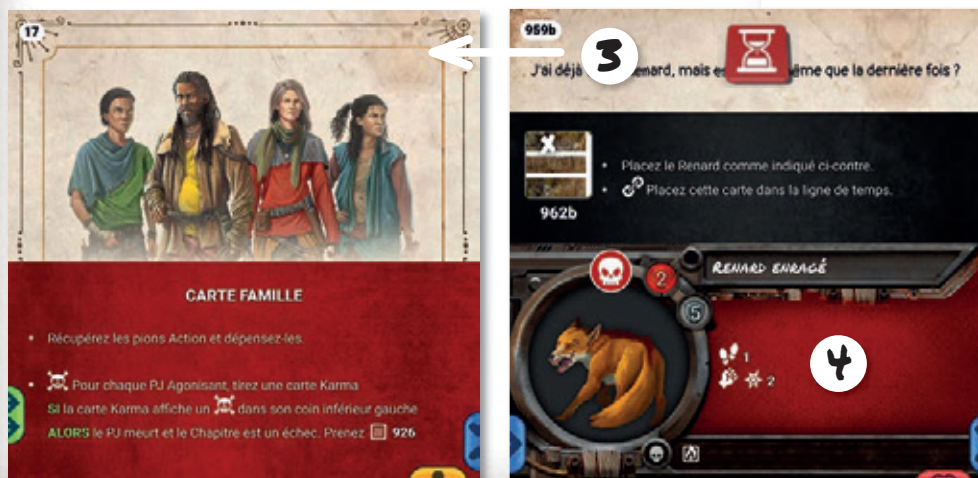 17
CARTE FAMILLE
• Récupérez les pions Action et dépensez-les.
• Pour chaque PJ Agonisant, tirez une carte Karma
SI la carte Karma affiche un dans son coin inférieur gauche
ALORS le PJ meurt et le Chapitre est un échec. Prenez 926
3
959b
J'ai déjà enard, mais que la dernière fois ?
• Placez le Renard comme indiqué ci-contre.
• Placez cette carte dans la ligne de temps.
962b
RENARD ENRAGÉ
2
5
1
2
4